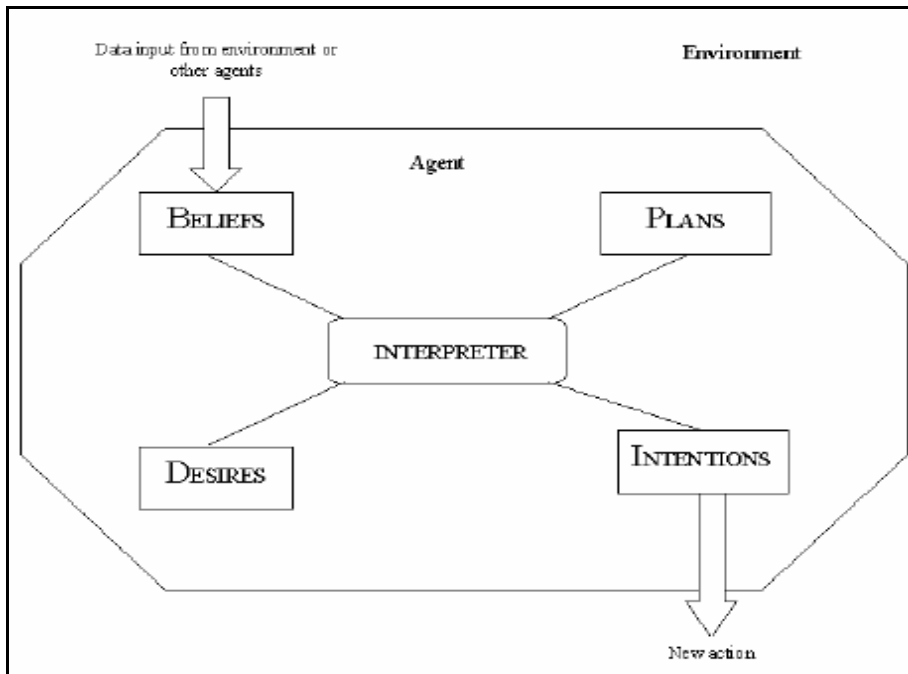 Data input from environment or
other agents
Environment
Agent
BELIEFS
PLANS
INTERPRETER
DESIRES
INTENTIONS
New action